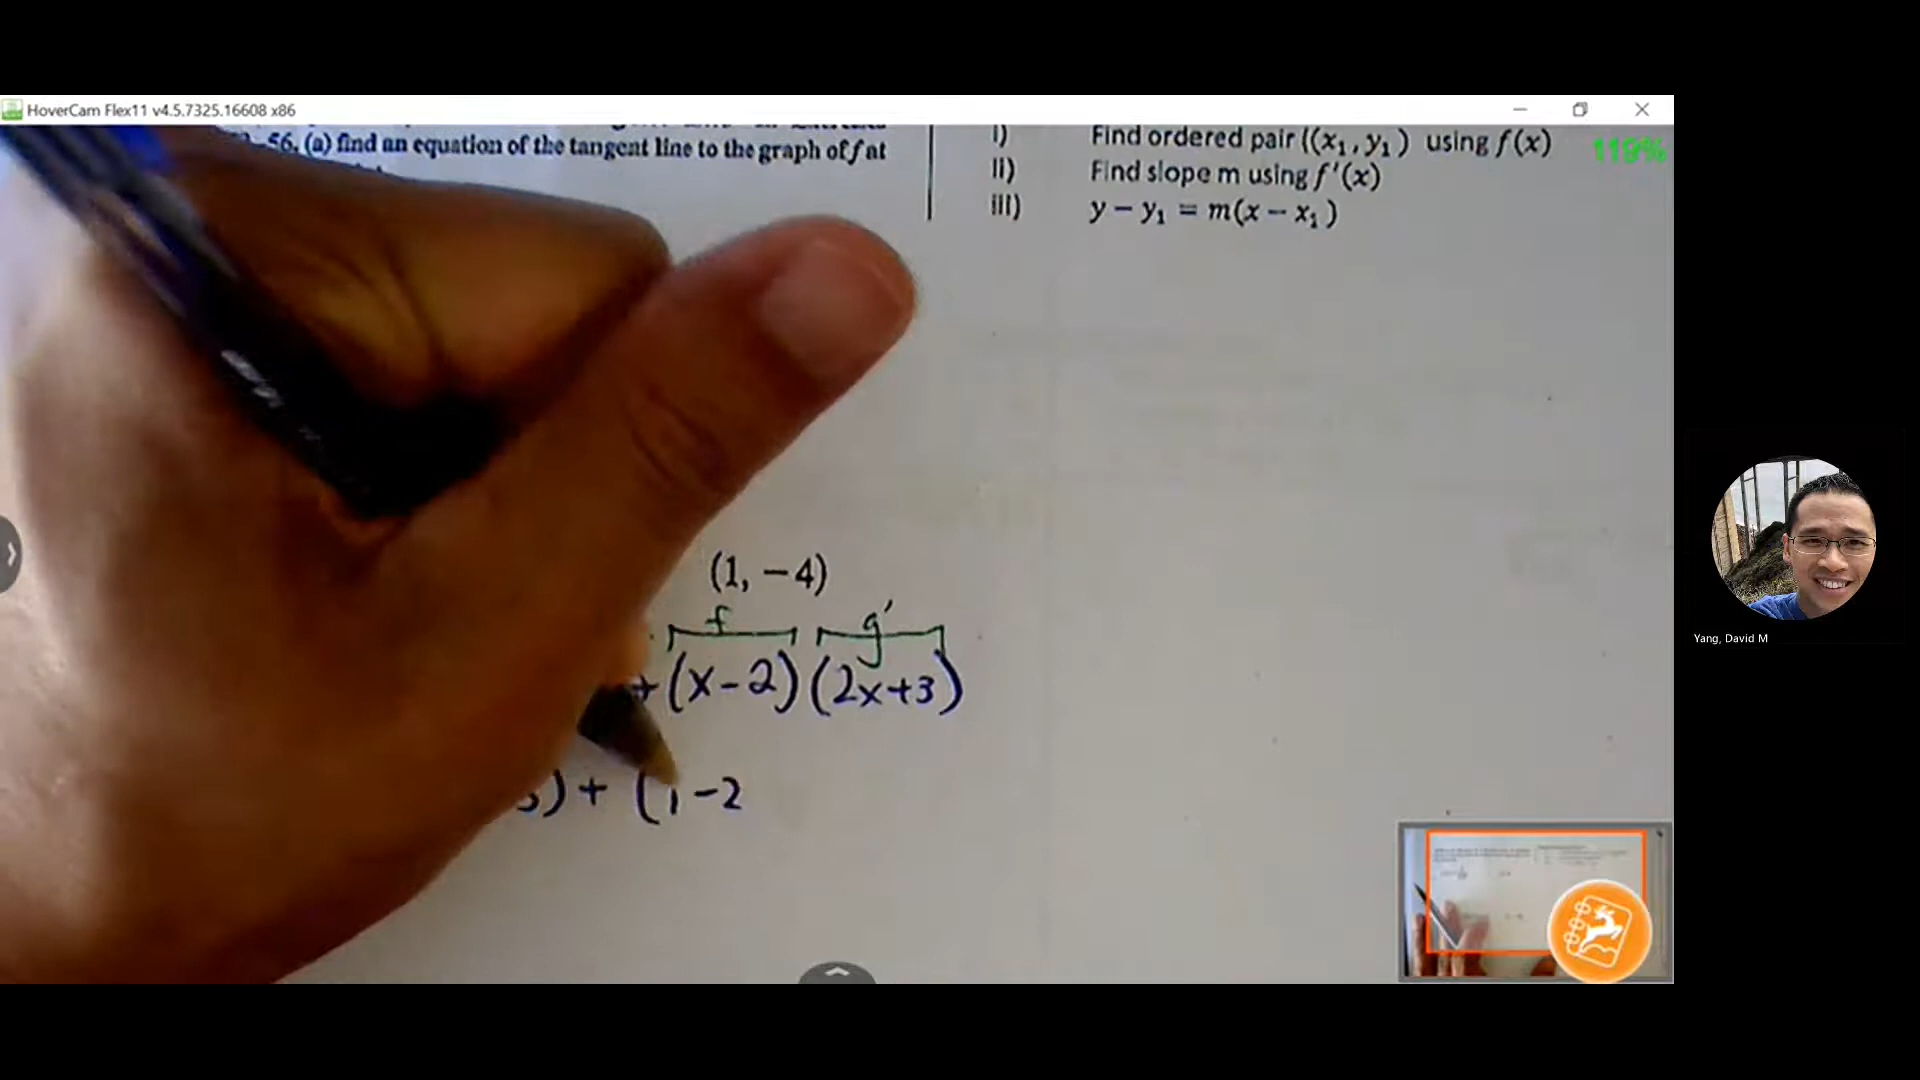 HoverCam Flex11 v4.5.7325.16608 x86
56. (a) find an equation of the tangent line to the graph of f at
i) Find ordered pair ((x₁, y₁) using f(x)
119%
ii) Find slope m using f'(x)
iii) y − y₁ = m(x − x₁)
(1, −4)
f g'
+(x-2)(2x+3)
) + (1-2
Yang, David M